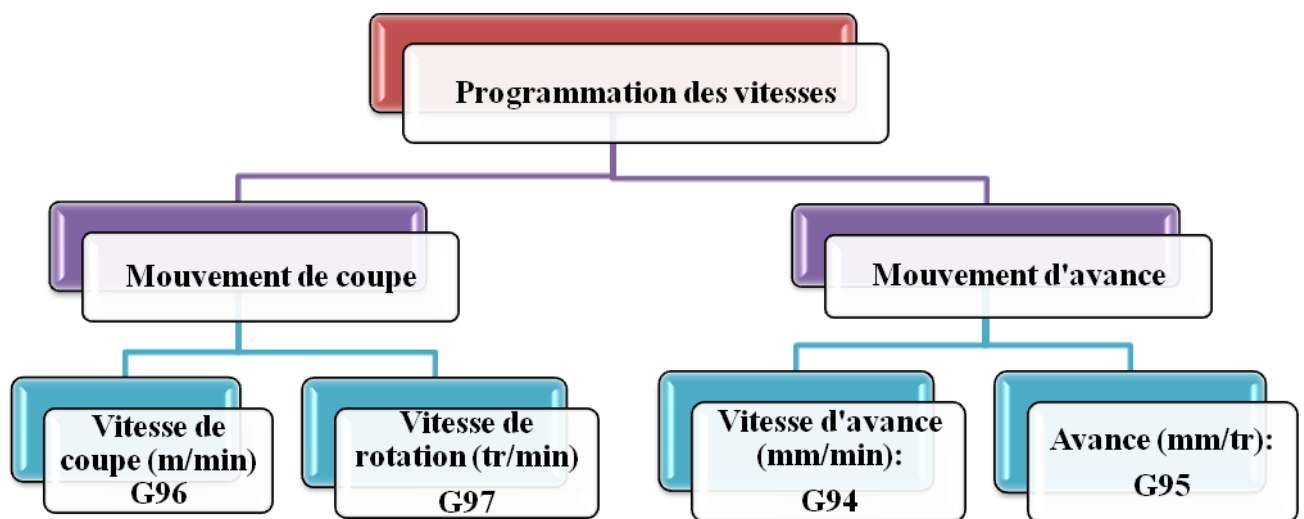 Programmation des vitesses
Mouvement de coupe
Mouvement d'avance
Vitesse de
coupe (m/min)
G96
Vitesse de
rotation (tr/min)
G97
Vitesse d'avance
(mm/min):
G94
Avance (mm/tr):
G95